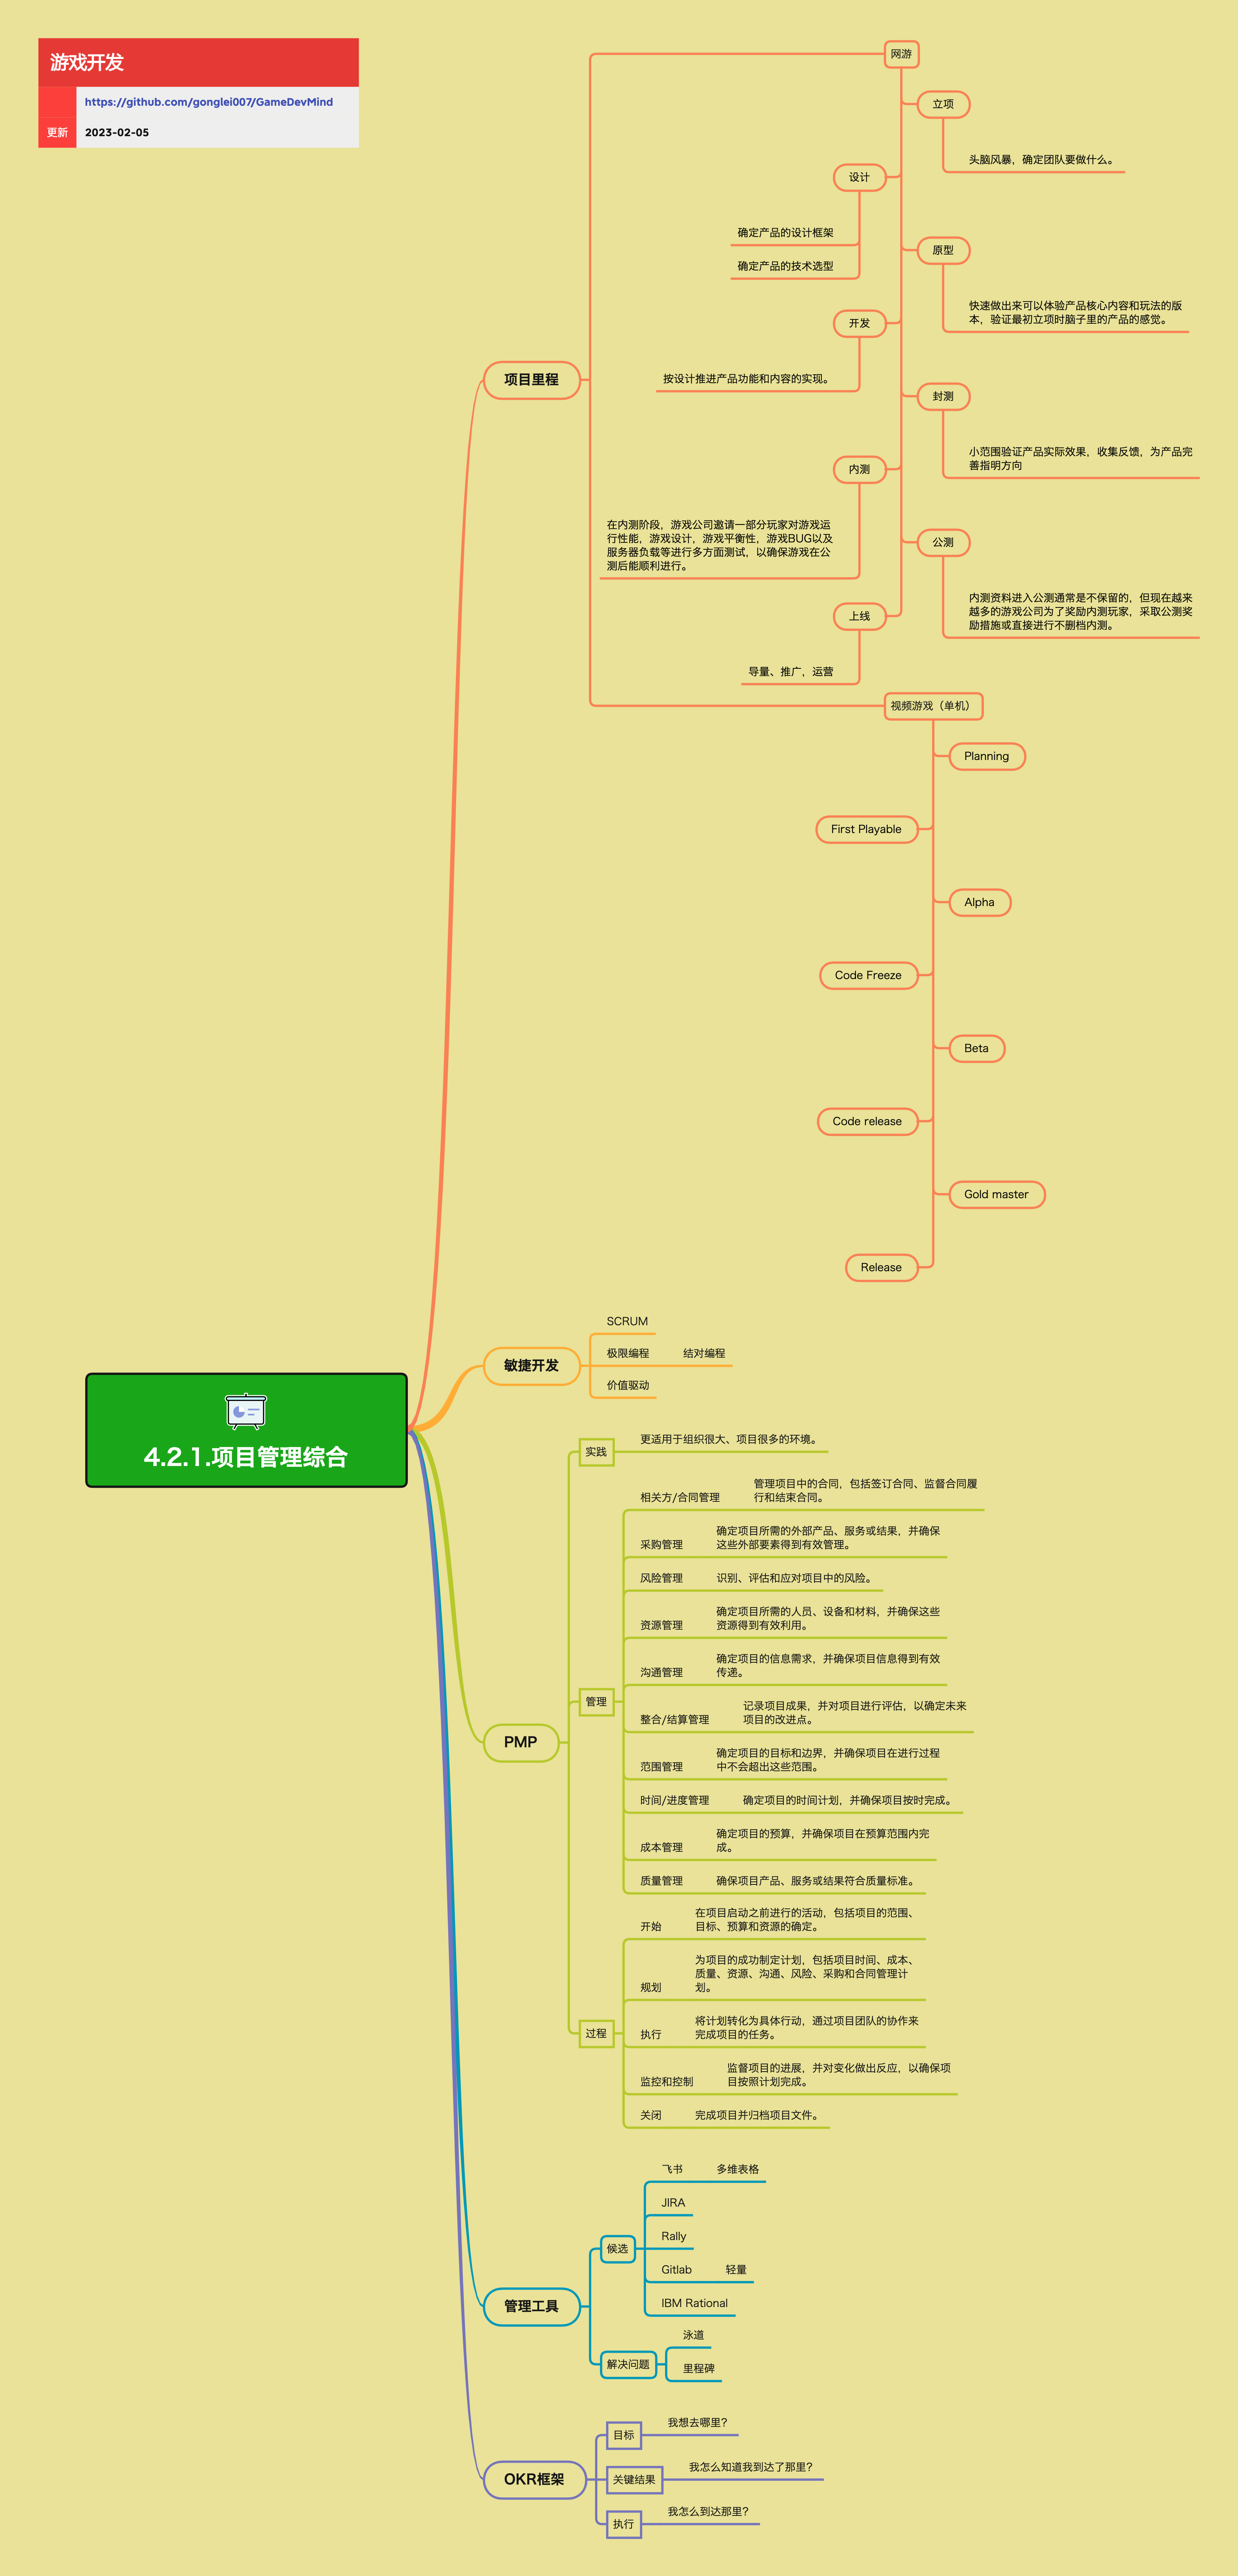 游戏开发
https://github.com/gonglei007/GameDevMind
更新 2023-02-05
4.2.1.项目管理综合
项目里程
网游
立项
头脑风暴，确定团队要做什么。
设计
确定产品的设计框架
确定产品的技术选型
原型
快速做出来可以体验产品核心内容和玩法的版
本，验证最初立项时脑子里的产品的感觉。
开发
按设计推进产品功能和内容的实现。
封测
小范围验证产品实际效果，收集反馈，为产品完
善指明方向
内测
在内测阶段，游戏公司邀请一部分玩家对游戏运
行性能，游戏设计，游戏平衡性，游戏BUG以及
服务器负载等进行多方面测试，以确保游戏在公
测后能顺利进行。
公测
内测资料进入公测通常是不保留的，但现在越来
越多的游戏公司为了奖励内测玩家，采取公测奖
励措施或直接进行不删档内测。
上线
导量、推广，运营
视频游戏（单机）
Planning
First Playable
Alpha
Code Freeze
Beta
Code release
Gold master
Release
敏捷开发
SCRUM
极限编程 结对编程
价值驱动
PMP
实践
更适用于组织很大、项目很多的环境。
管理
相关方/合同管理
管理项目中的合同，包括签订合同、监督合同履
行和结束合同。
采购管理
确定项目所需的外部产品、服务或结果，并确保
这些外部要素得到有效管理。
风险管理
识别、评估和应对项目中的风险。
资源管理
确定项目所需的人员、设备和材料，并确保这些
资源得到有效利用。
沟通管理
确定项目的信息需求，并确保项目信息得到有效
传递。
整合/结算管理
记录项目成果，并对项目进行评估，以确定未来
项目的改进点。
范围管理
确定项目的目标和边界，并确保项目在进行过程
中不会超出这些范围。
时间/进度管理
确定项目的时间计划，并确保项目按时完成。
成本管理
确定项目的预算，并确保项目在预算范围内完
成。
质量管理
确保项目产品、服务或结果符合质量标准。
过程
开始
在项目启动之前进行的活动，包括项目的范围、
目标、预算和资源的确定。
规划
为项目的成功制定计划，包括项目时间、成本、
质量、资源、沟通、风险、采购和合同管理计
划。
执行
将计划转化为具体行动，通过项目团队的协作来
完成项目的任务。
监控和控制
监督项目的进展，并对变化做出反应，以确保项
目按照计划完成。
关闭
完成项目并归档项目文件。
管理工具
候选
飞书 多维表格
JIRA
Rally
Gitlab 轻量
IBM Rational
解决问题
泳道
里程碑
OKR框架
目标
我想去哪里？
关键结果
我怎么知道我到达了那里？
执行
我怎么到达那里？